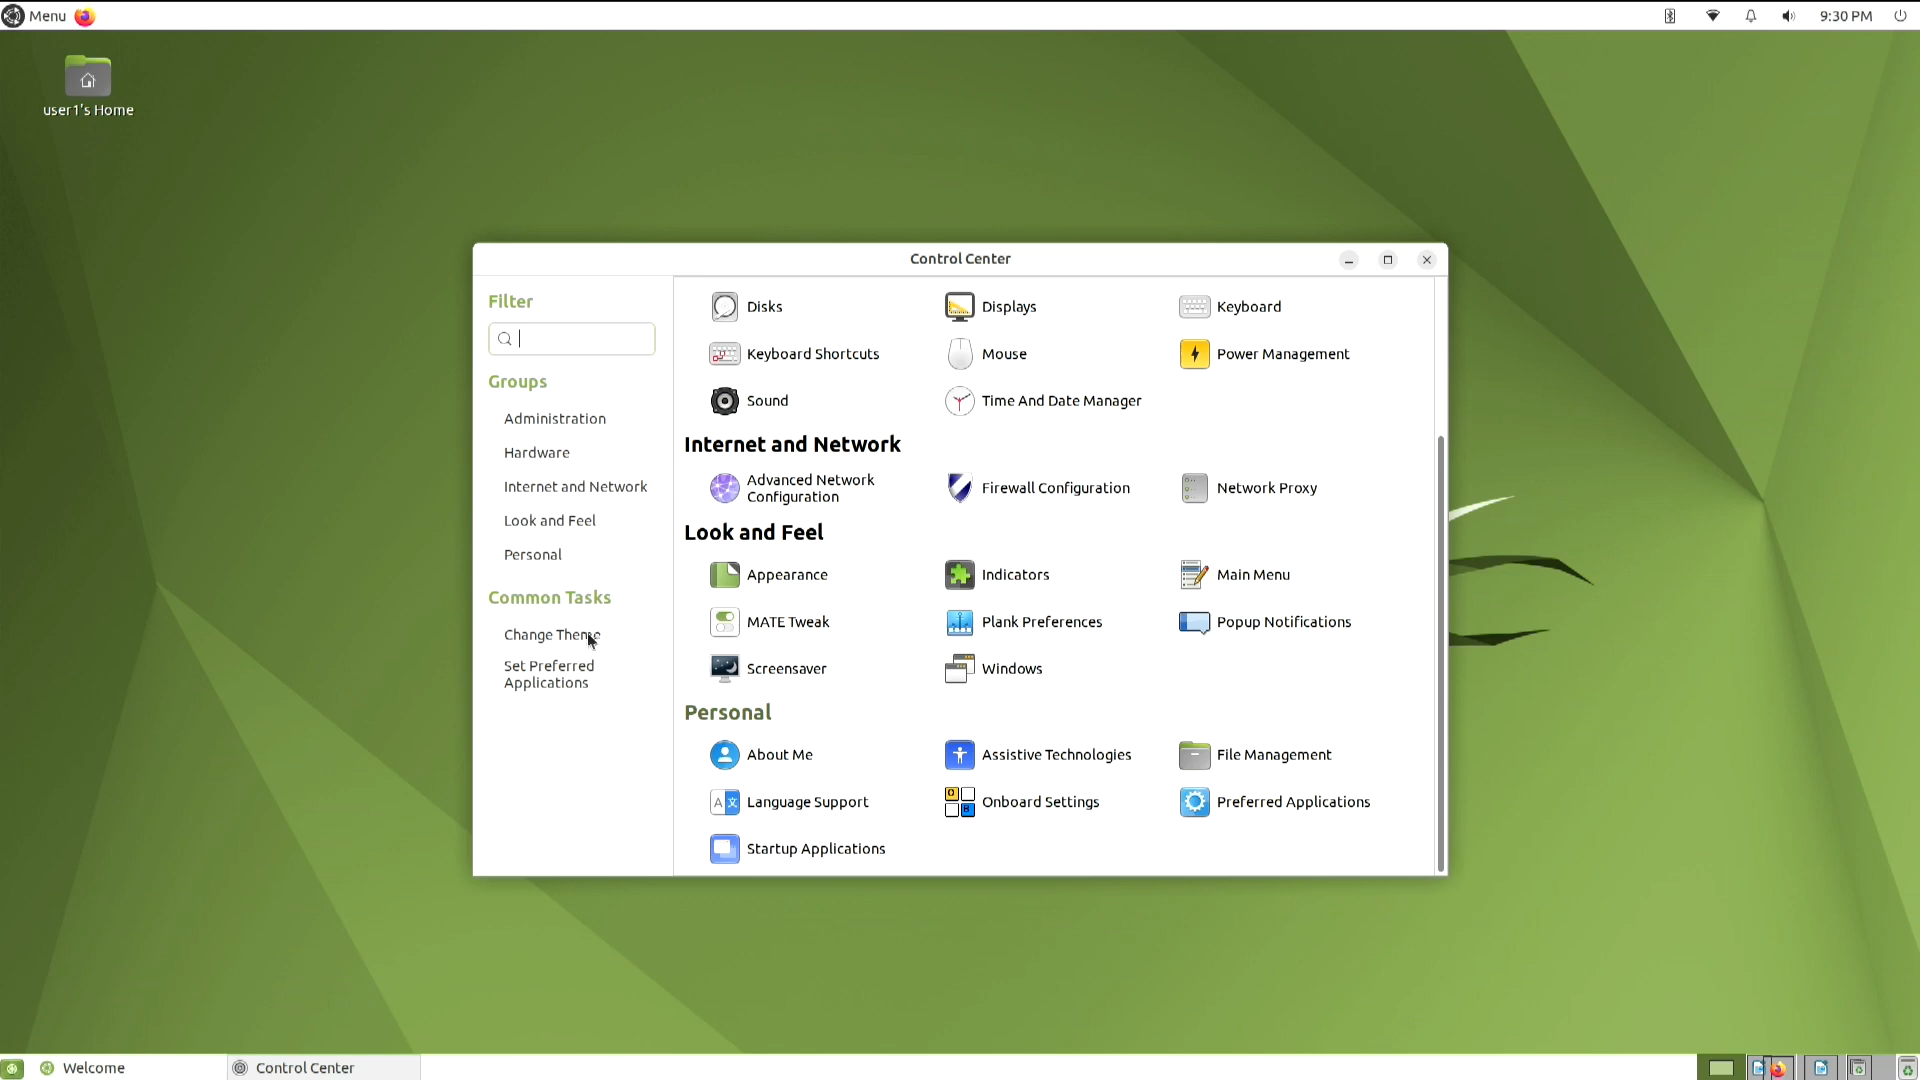 Menu
9:30 PM
user1's Home
Control Center
Filter
Groups
Administration
Hardware
Internet and Network
Look and Feel
Personal
Common Tasks
Change Theme
Set Preferred
Applications
Disks
Displays
Keyboard
Keyboard Shortcuts
Mouse
Power Management
Sound
Time And Date Manager
Internet and Network
Advanced Network
Configuration
Firewall Configuration
Network Proxy
Look and Feel
Appearance
Indicators
Main Menu
MATE Tweak
Plank Preferences
Popup Notifications
Screensaver
Windows
Personal
About Me
Assistive Technologies
File Management
Language Support
Onboard Settings
Preferred Applications
Startup Applications
Welcome
Control Center